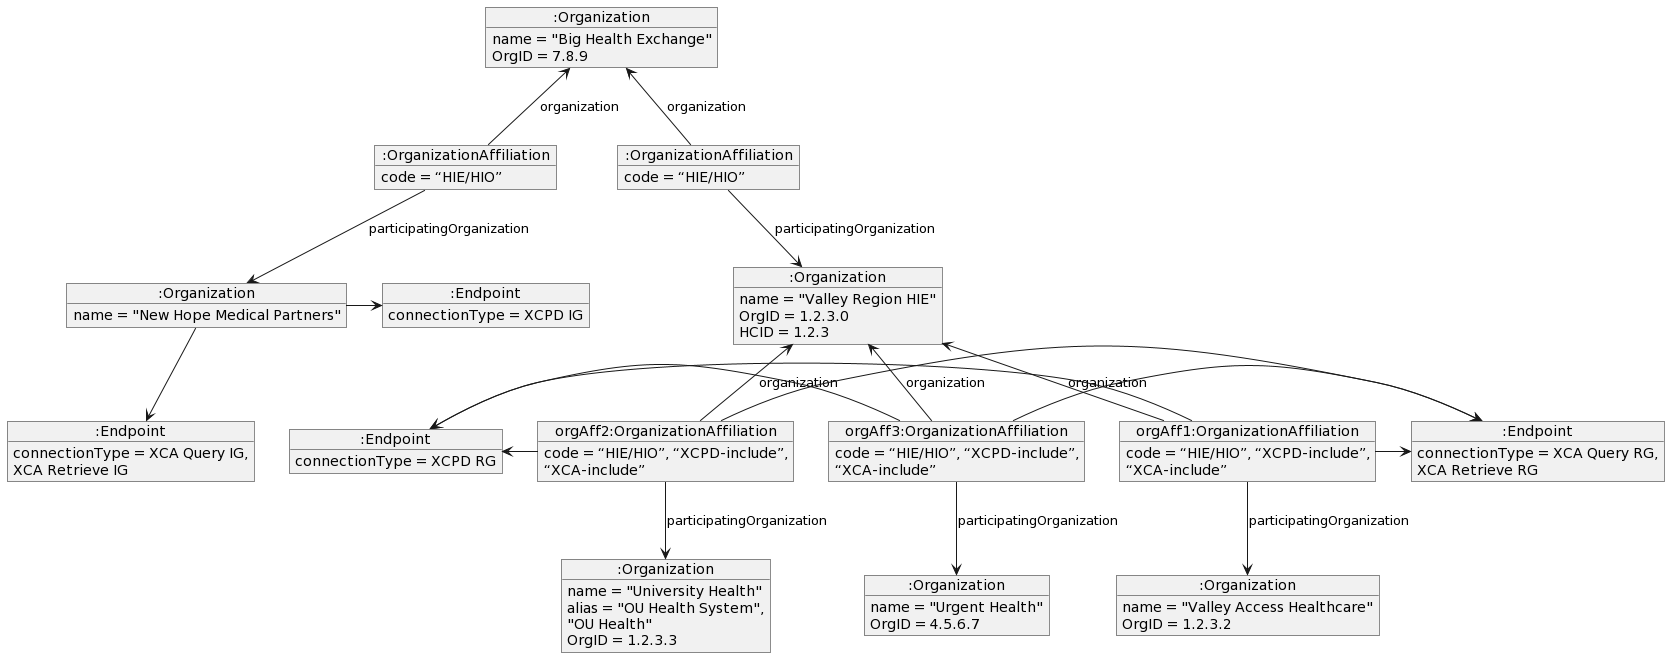 :Organization
name = "Big Health Exchange"
OrgID = 7.8.9
organization
organization
:OrganizationAffiliation
code = “HIE/HIO”
:OrganizationAffiliation
code = “HIE/HIO”
participatingOrganization
participatingOrganization
:Organization
name = "New Hope Medical Partners"
:Endpoint
connectionType = XCPD IG
:Organization
name = "Valley Region HIE"
OrgID = 1.2.3.0
HCID = 1.2.3
organization
organization
organization
:Endpoint
connectionType = XCA Query IG,
XCA Retrieve IG
:Endpoint
connectionType = XCPD RG
orgAff2:OrganizationAffiliation
code = “HIE/HIO”, “XCPD-include”,
“XCA-include”
orgAff3:OrganizationAffiliation
code = “HIE/HIO”, “XCPD-include”,
“XCA-include”
orgAff1:OrganizationAffiliation
code = “HIE/HIO”, “XCPD-include”,
“XCA-include”
:Endpoint
connectionType = XCA Query RG,
XCA Retrieve RG
participatingOrganization
participatingOrganization
participatingOrganization
:Organization
name = "University Health"
alias = "OU Health System",
"OU Health"
OrgID = 1.2.3.3
:Organization
name = "Urgent Health"
OrgID = 4.5.6.7
:Organization
name = "Valley Access Healthcare"
OrgID = 1.2.3.2